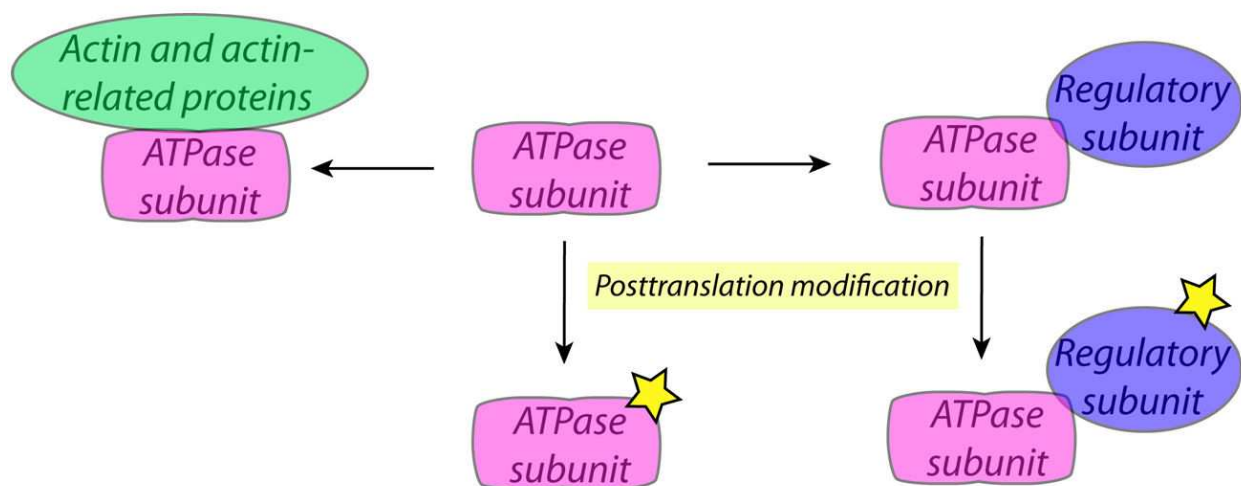 Actin and actin-
related proteins
ATPase
subunit
ATPase
subunit
Regulatory
subunit
ATPase
subunit
Posttranslation modification
ATPase
subunit
Regulatory
subunit
ATPase
subunit